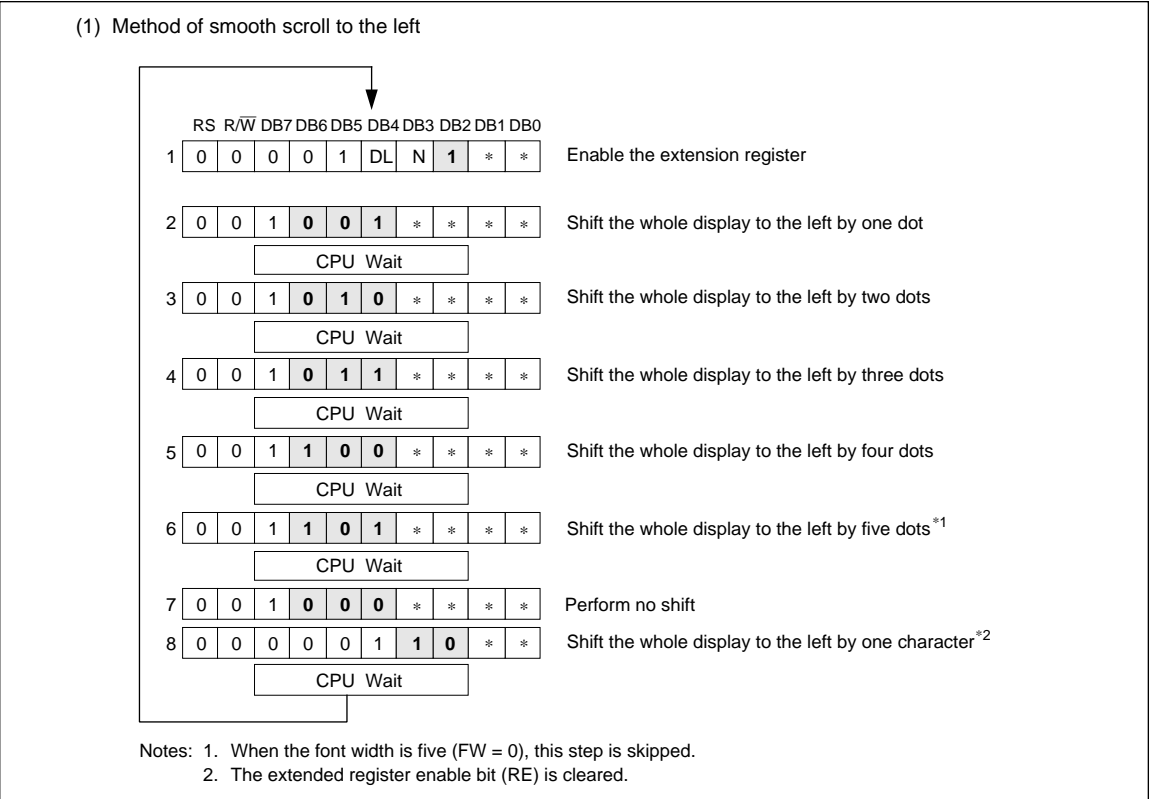 (1) Method of smooth scroll to the left
RS R/W̅ DB7 DB6 DB5 DB4 DB3 DB2 DB1 DB0
1 0 0 0 0 1 DL N 1 * * Enable the extension register
2 0 0 1 0 0 1 * * * * Shift the whole display to the left by one dot
CPU Wait
3 0 0 1 0 1 0 * * * * Shift the whole display to the left by two dots
CPU Wait
4 0 0 1 0 1 1 * * * * Shift the whole display to the left by three dots
CPU Wait
5 0 0 1 1 0 0 * * * * Shift the whole display to the left by four dots
CPU Wait
6 0 0 1 1 0 1 * * * * Shift the whole display to the left by five dots*1
CPU Wait
7 0 0 1 0 0 0 * * * * Perform no shift
8 0 0 0 0 0 1 1 0 * * Shift the whole display to the left by one character*2
CPU Wait
Notes: 1. When the font width is five (FW = 0), this step is skipped.
2. The extended register enable bit (RE) is cleared.